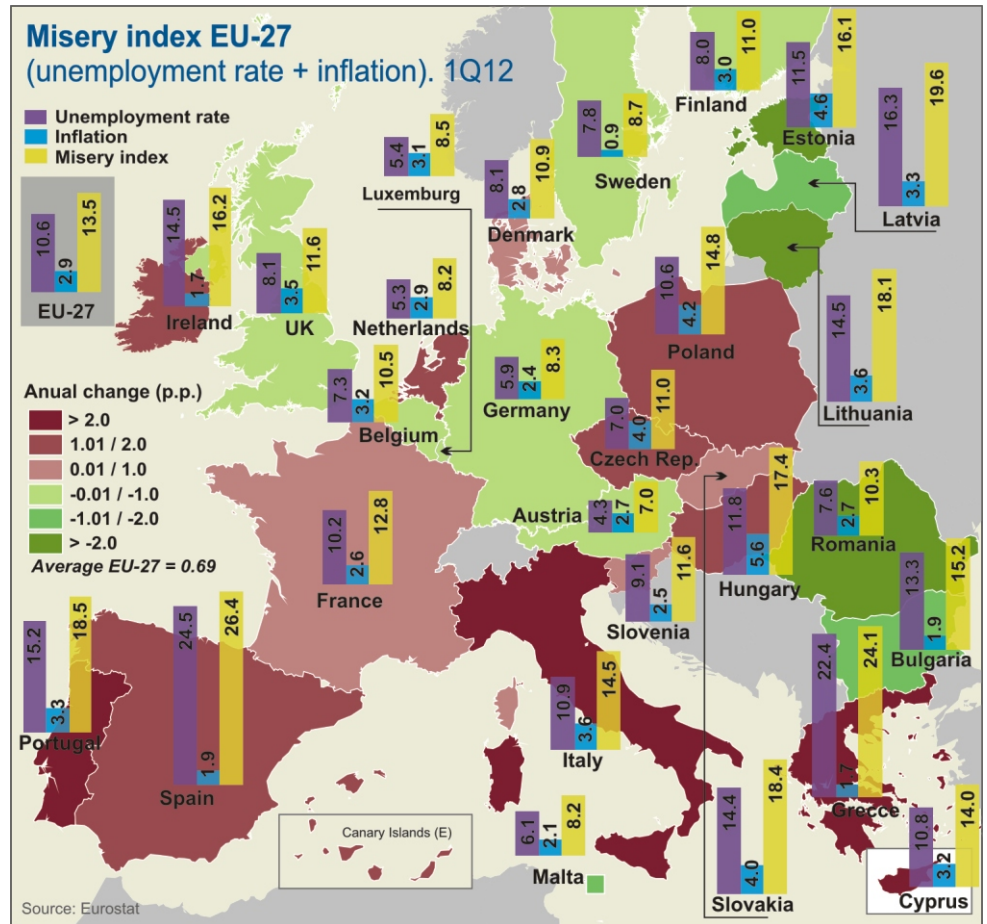 Misery index EU-27
(unemployment rate + inflation). 1Q12
Unemployment rate
Inflation
Misery index
10.6
2.9
13.5
EU-27
14.5
1.7
16.2
Ireland
8.1
3.5
11.6
UK
5.4
3.1
8.5
Luxemburg
8.1
2.8
10.9
Denmark
7.8
0.9
8.7
Sweden
8.0
3.0
11.0
Finland
11.5
4.6
16.1
Estonia
16.3
3.3
19.6
Latvia
5.3
2.9
8.2
Netherlands
10.6
4.2
14.8
Poland
14.5
3.6
18.1
Lithuania
7.3
3.2
10.5
Belgium
5.9
2.4
8.3
Germany
7.0
4.0
11.0
Czech Rep.
Annual change (p.p.)
> 2.0
1.01 / 2.0
0.01 / 1.0
-0.01 / -1.0
-1.01 / -2.0
> -2.0
Average EU-27 = 0.69
10.2
2.6
12.8
France
4.3
2.7
7.0
Austria
9.1
2.5
11.6
Slovenia
11.8
5.6
17.4
Hungary
7.6
2.7
10.3
Romania
13.3
1.9
15.2
Bulgaria
15.2
3.3
18.5
Portugal
24.5
1.9
26.4
Spain
10.9
3.6
14.5
Italy
22.4
1.7
24.1
Grecce
Canary Islands (E)
6.1
2.1
8.2
Malta
14.4
4.0
18.4
Slovakia
10.8
3.2
14.0
Cyprus
Source: Eurostat